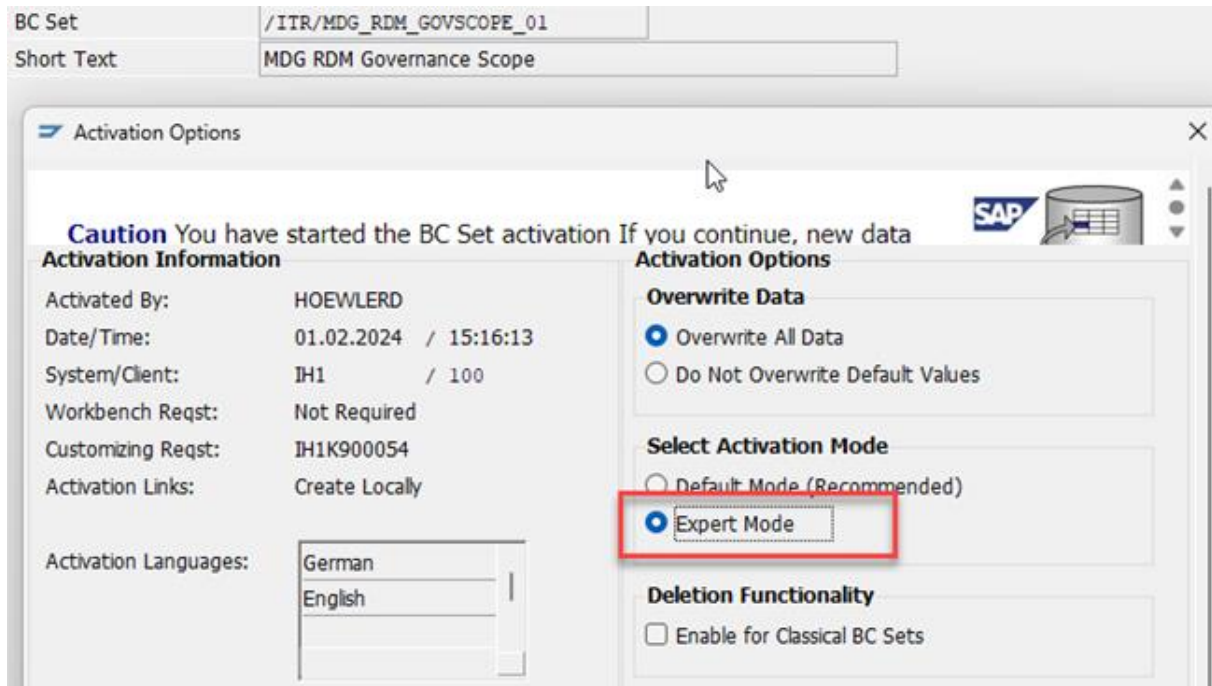 BC Set /ITR/MDG_RDM_GOVSCOPE_01
Short Text MDG RDM Governance Scope
Activation Options
Caution You have started the BC Set activation If you continue, new data
SAP
Activation Information
Activated By: HOEWLERD
Date/Time: 01.02.2024 / 15:16:13
System/Client: IH1 / 100
Workbench Reqst: Not Required
Customizing Reqst: IH1K900054
Activation Links: Create Locally
Activation Languages: German
English
Activation Options
Overwrite Data
Overwrite All Data
Do Not Overwrite Default Values
Select Activation Mode
Default Mode (Recommended)
Expert Mode
Deletion Functionality
Enable for Classical BC Sets